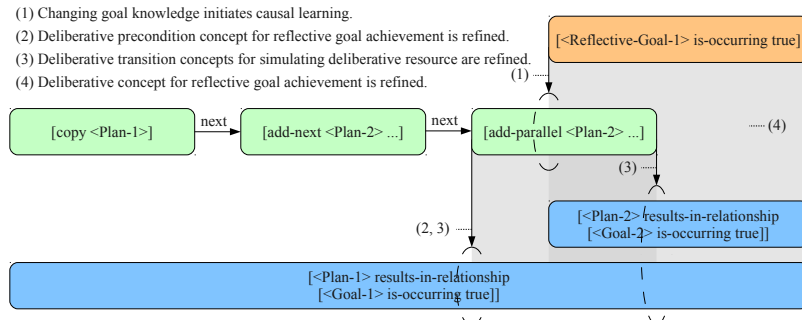 (1) Changing goal knowledge initiates causal learning.
(2) Deliberative precondition concept for reflective goal achievement is refined.
(3) Deliberative transition concepts for simulating deliberative resource are refined.
(4) Deliberative concept for reflective goal achievement is refined.
[<Reflective-Goal-1> is-occurring true]
(1)
[copy <Plan-1>]
next
[add-next <Plan-2> ...]
next
[add-parallel <Plan-2> ...]
(4)
(3)
[<Plan-2> results-in-relationship
[<Goal-2> is-occurring true]]
(2, 3)
[<Plan-1> results-in-relationship
[<Goal-1> is-occurring true]]